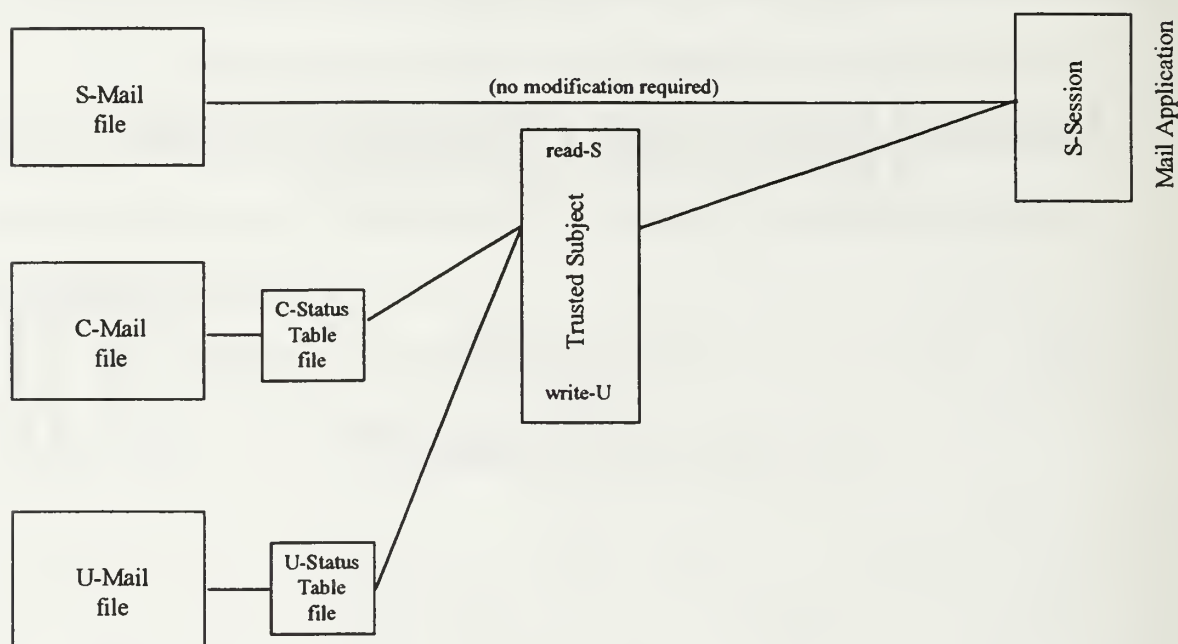 S-Mail
file
(no modification required)
S-Session
Mail Application
read-S
Trusted Subject
write-U
C-Mail
file
C-Status
Table
file
U-Mail
file
U-Status
Table
file